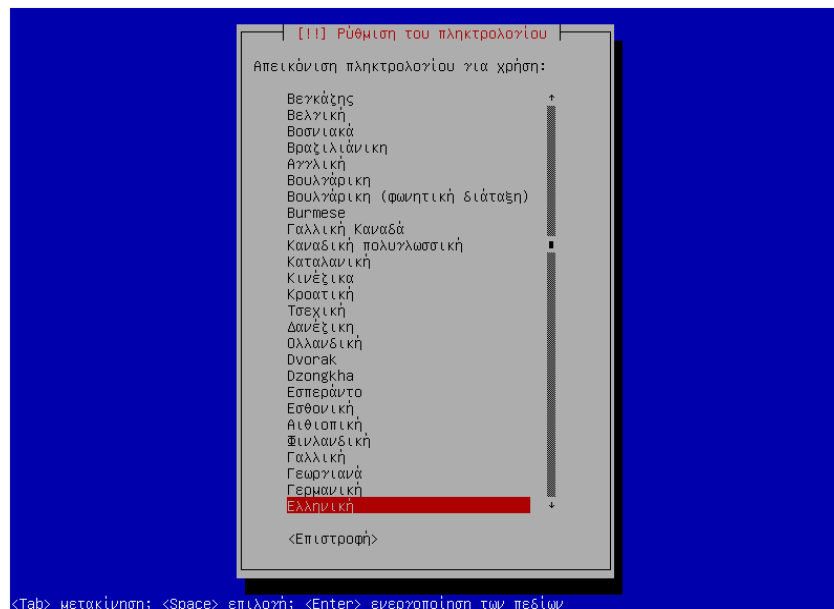 [!!] Ρύθμιση του πληκτρολογίου
Απεικόνιση πληκτρολογίου για χρήση:
Βεγκάζης
Βελγική
Βοσνιακά
Βραζιλιάνικη
Αγγλική
Βουλγάρικη
Βουλγάρικη (φωνητική διάταξη)
Burmese
Γαλλική Καναδά
Καναδική πολυγλωσσική
Καταλανική
Κινέζικα
Κροατική
Τσεχική
Δανέζικη
Ολλανδική
Dvorak
Dzongkha
Εσπεράντο
Εσθονική
Αιθιοπική
Φινλανδική
Γαλλική
Γεωργιανά
Γερμανική
Ελληνική
<Επιστροφή>
<Tab> μετακίνηση; <Space> επιλογή; <Enter> ενεργοποίηση των πεδίων